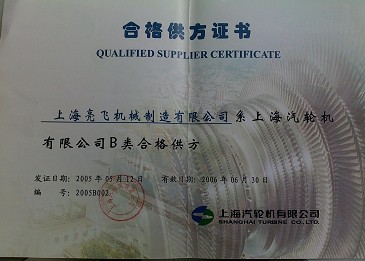 合格供方证书
QUALIFIED SUPPLIER CERTIFICATE
上海亮飞机械制造有限公司系上海汽轮机
有限公司B类合格供方
发证日期：2005年05月12日 有效日期：2006年06月30日
编 号：2005B002
上海汽轮机有限公司
SHANGHAI TURBINE COMPANY LTD.